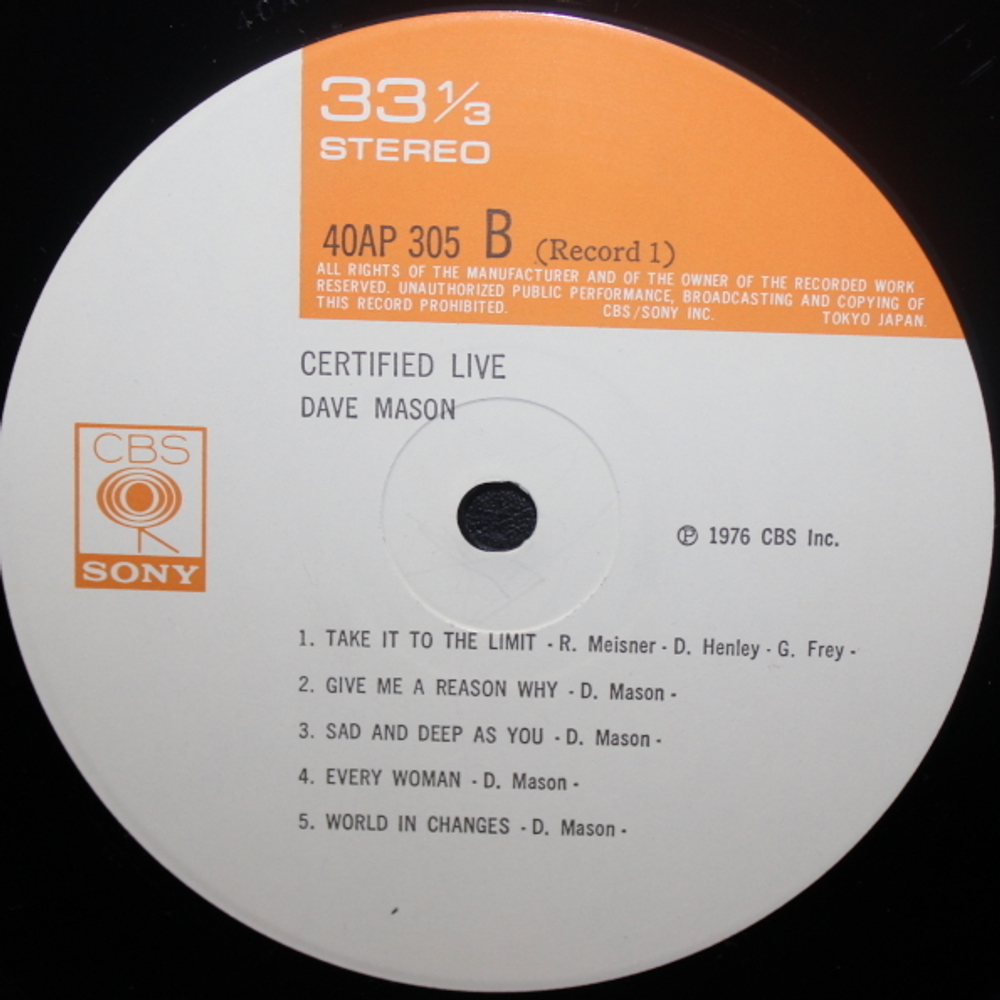 33 1/3
STEREO
40AP 305 B (Record 1)
ALL RIGHTS OF THE MANUFACTURER AND OF THE OWNER OF THE RECORDED WORK
RESERVED. UNAUTHORIZED PUBLIC PERFORMANCE, BROADCASTING AND COPYING OF
THIS RECORD PROHIBITED. CBS/SONY INC. TOKYO JAPAN.
CERTIFIED LIVE
DAVE MASON
CBS
SONY
Ⓟ 1976 CBS Inc.
1. TAKE IT TO THE LIMIT - R. Meisner - D. Henley - G. Frey -
2. GIVE ME A REASON WHY - D. Mason -
3. SAD AND DEEP AS YOU - D. Mason -
4. EVERY WOMAN - D. Mason -
5. WORLD IN CHANGES - D. Mason -